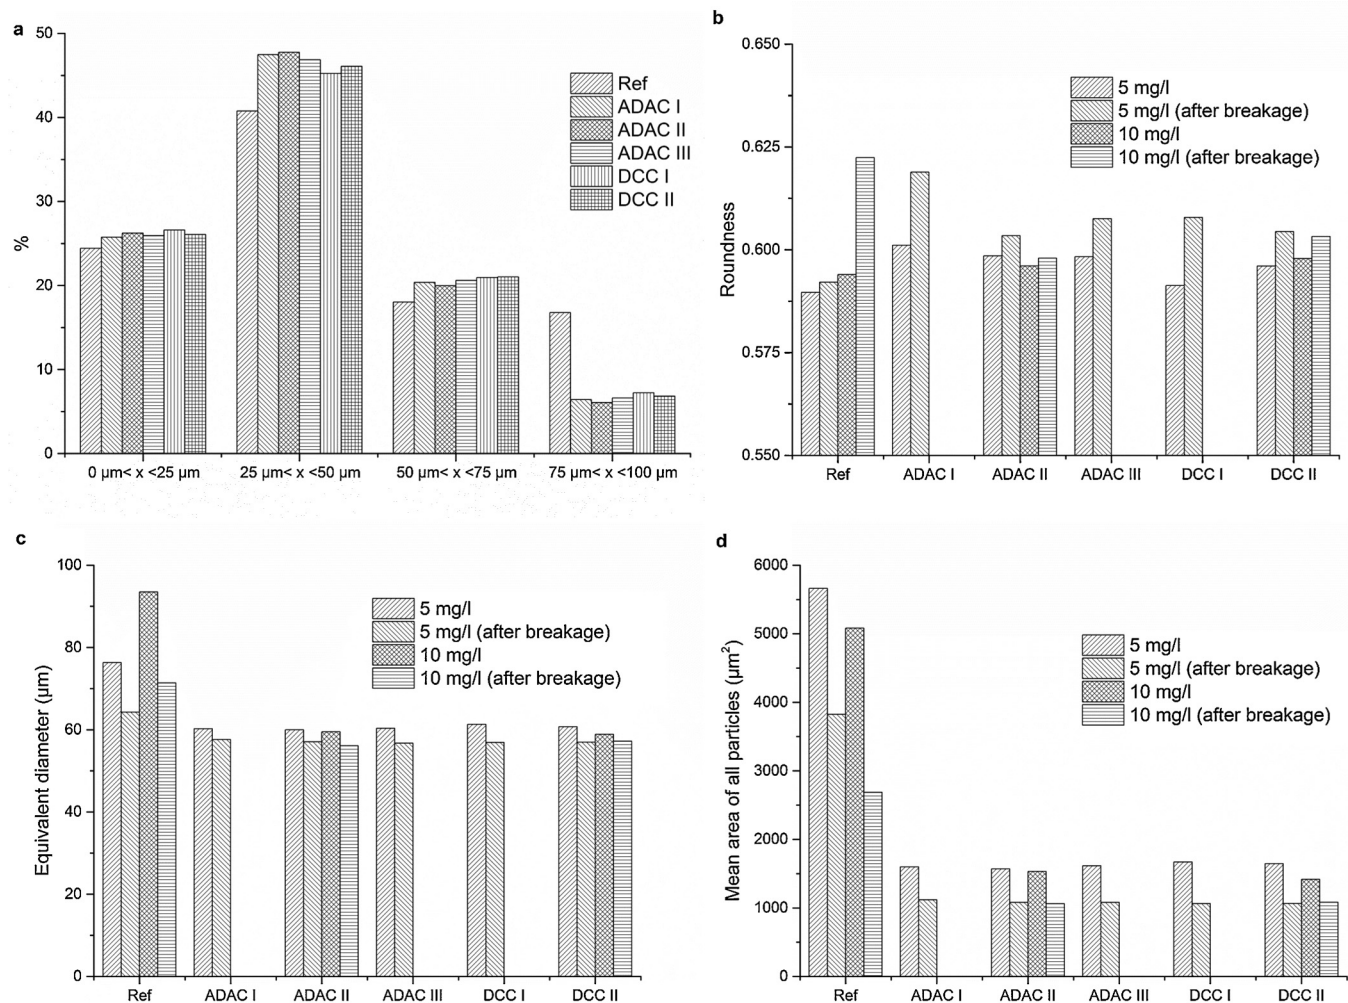 a
50
40
30
20
10
0
%
Ref
ADAC I
ADAC II
ADAC III
DCC I
DCC II
0 µm< x <25 µm
25 µm< x <50 µm
50 µm< x <75 µm
75 µm< x <100 µm
b
0.650
0.625
0.600
0.575
0.550
Roundness
5 mg/l
5 mg/l (after breakage)
10 mg/l
10 mg/l (after breakage)
Ref
ADAC I
ADAC II
ADAC III
DCC I
DCC II
c
100
80
60
40
20
0
Equivalent diameter (µm)
5 mg/l
5 mg/l (after breakage)
10 mg/l
10 mg/l (after breakage)
Ref
ADAC I
ADAC II
ADAC III
DCC I
DCC II
d
6000
5000
4000
3000
2000
1000
0
Mean area of all particles (µm²)
5 mg/l
5 mg/l (after breakage)
10 mg/l
10 mg/l (after breakage)
Ref
ADAC I
ADAC II
ADAC III
DCC I
DCC II